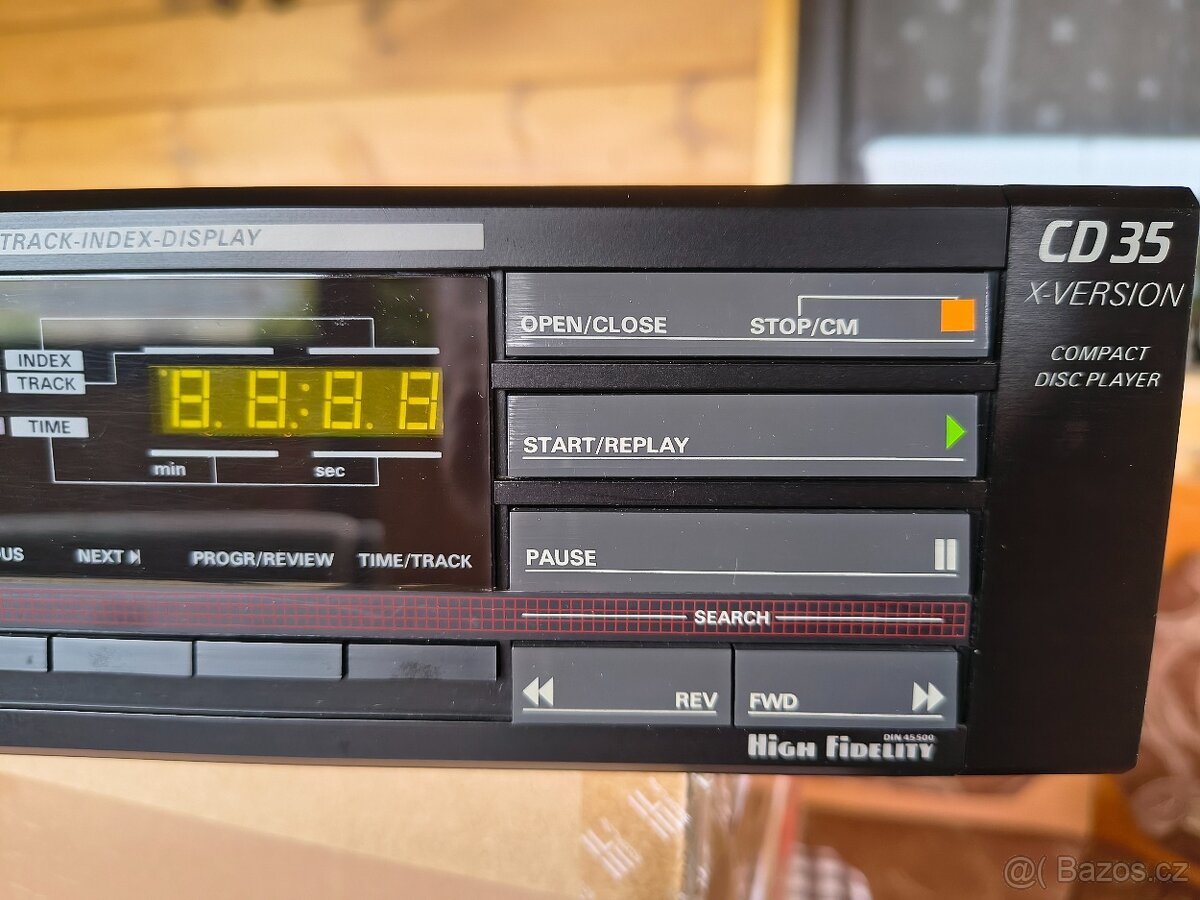 TRACK-INDEX-DISPLAY
CD 35
X-VERSION
COMPACT
DISC PLAYER
OPEN/CLOSE STOP/CM
INDEX
TRACK
TIME
8.8:8.8
min sec
START/REPLAY
NEXT PROGR/REVIEW TIME/TRACK
PAUSE
SEARCH
REV FWD
DIN 45500
HIGH FIDELITY
@( Bazos.cz